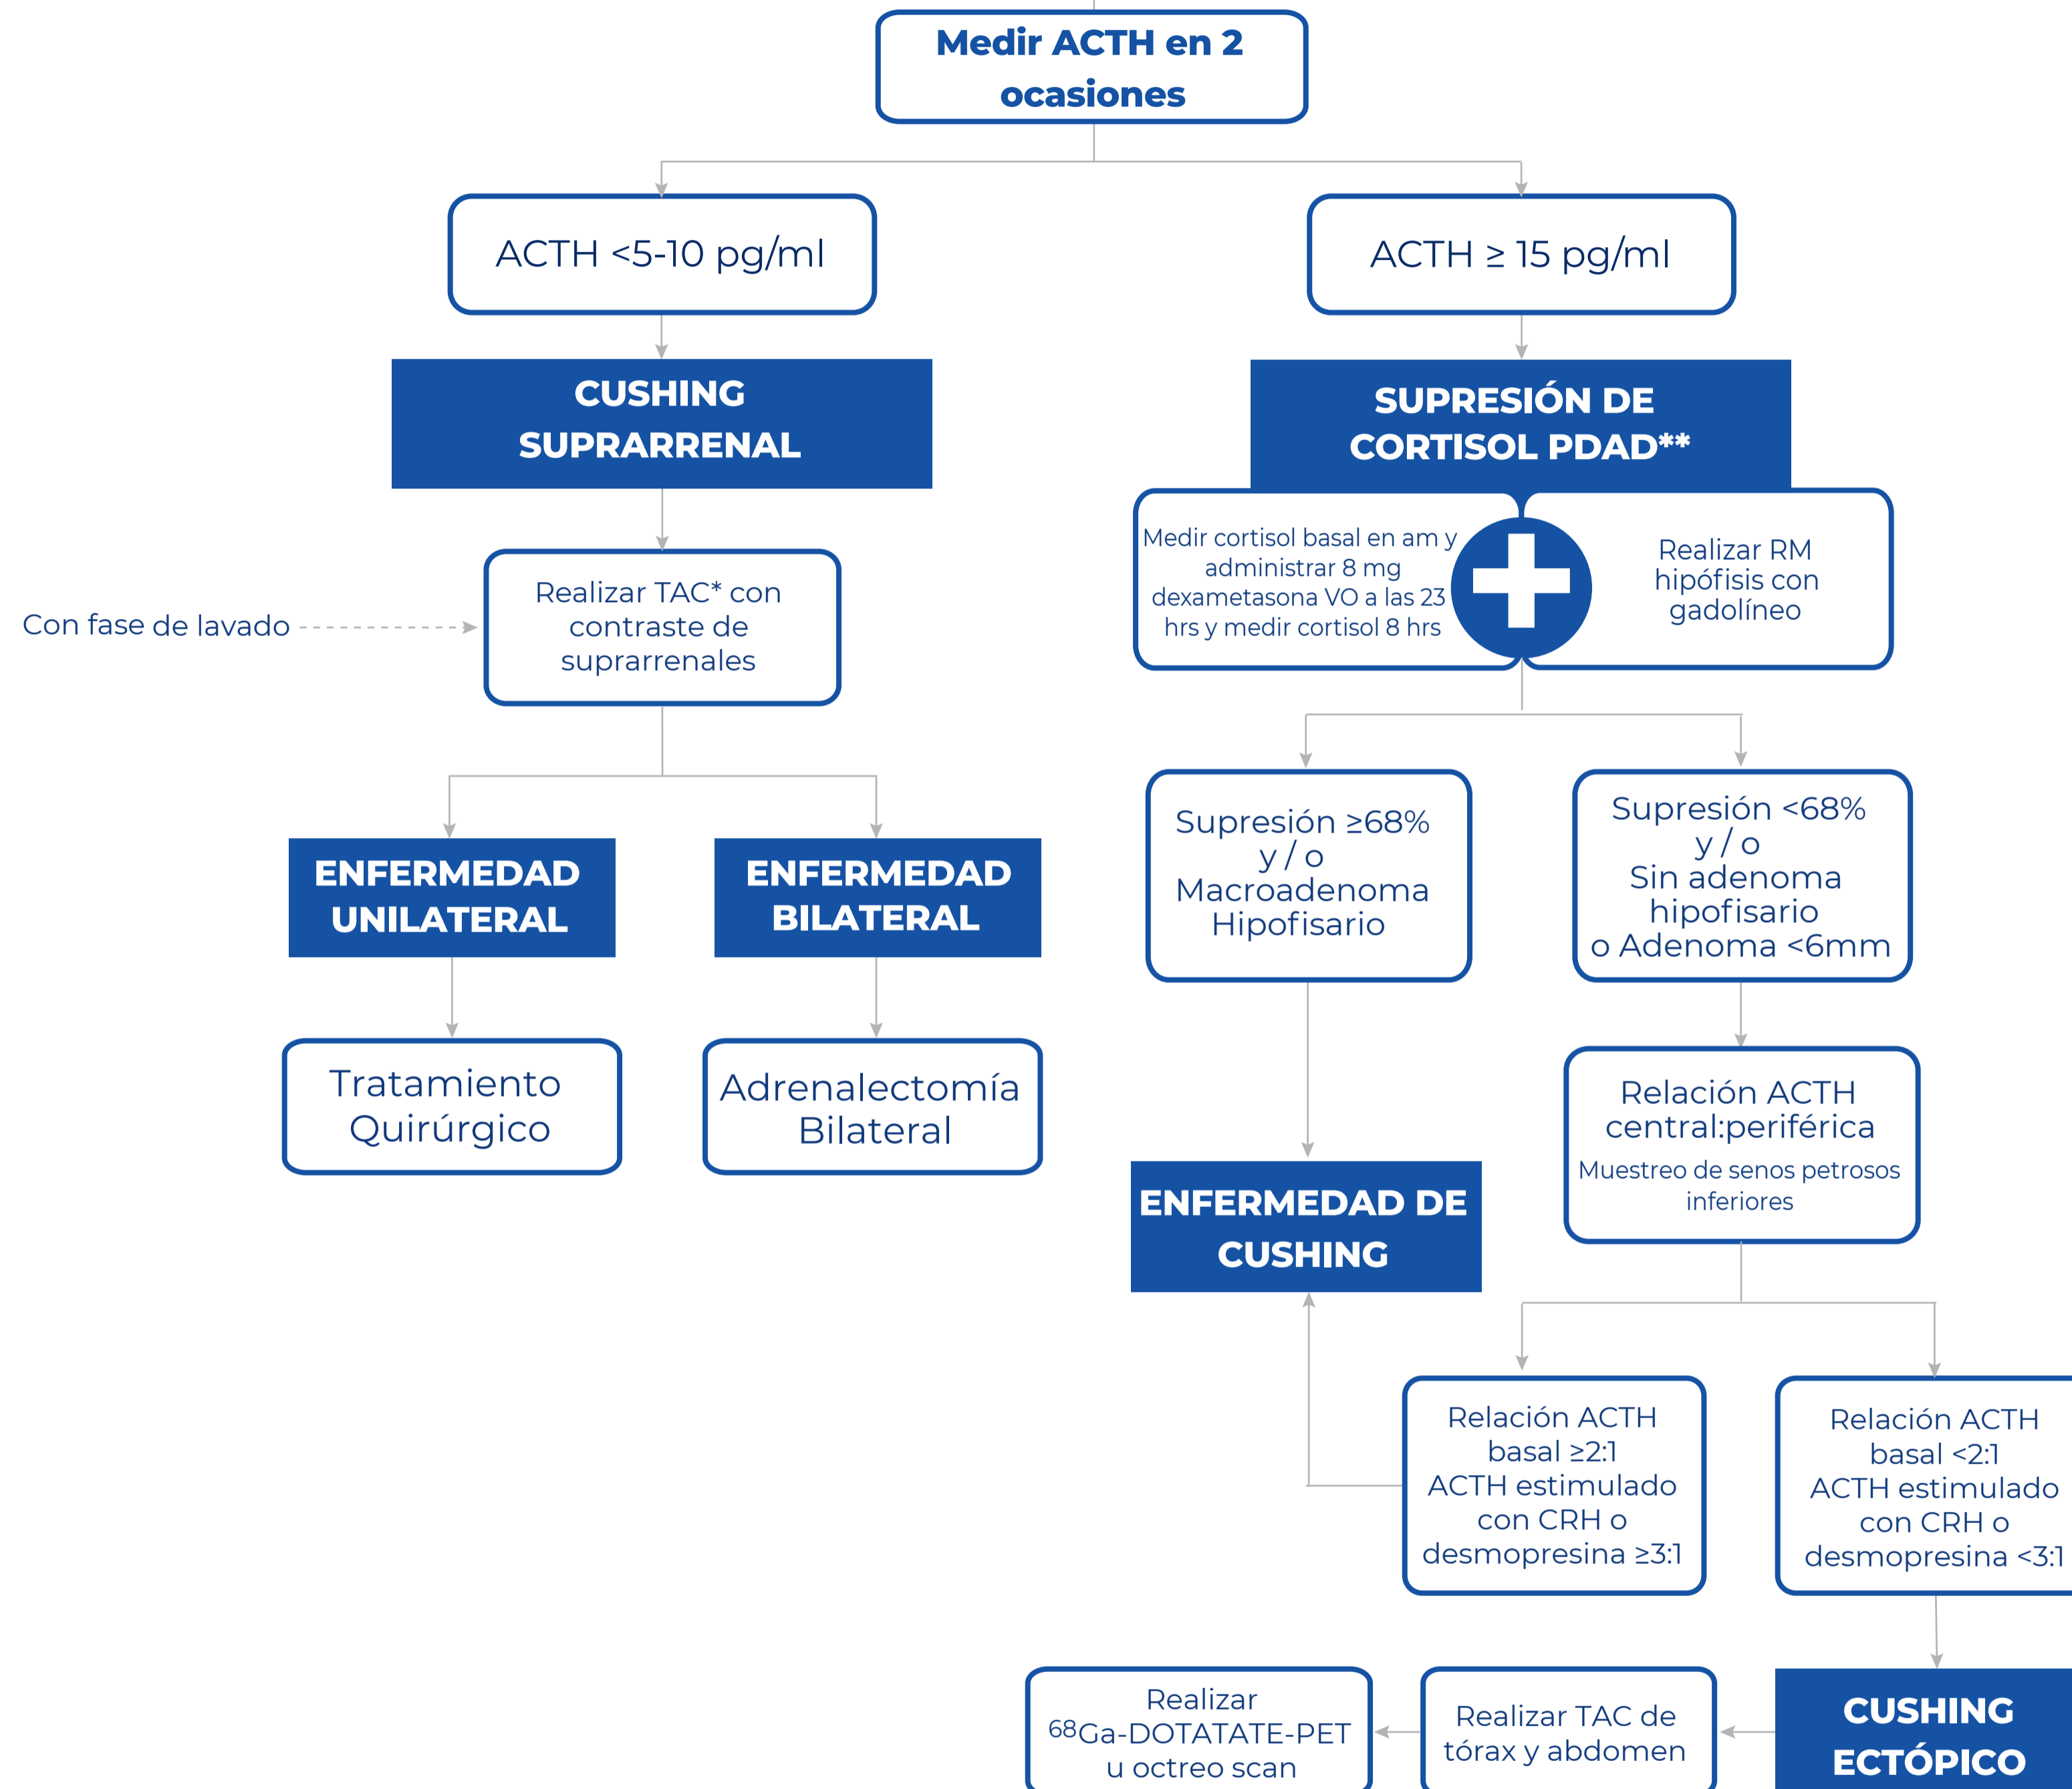 Medir ACTH en 2
ocasiones
ACTH <5-10 pg/ml
ACTH ≥ 15 pg/ml
CUSHING
SUPRARRENAL
SUPRESIÓN DE
CORTISOL PDAD**
Con fase de lavado
Realizar TAC* con
contraste de
suprarrenales
Medir cortisol basal en am y
administrar 8 mg
dexametasona VO a las 23
hrs y medir cortisol 8 hrs
Realizar RM
hipófisis con
gadolíneo
ENFERMEDAD
UNILATERAL
ENFERMEDAD
BILATERAL
Supresión ≥68%
y / o
Macroadenoma
Hipofisario
Supresión <68%
y / o
Sin adenoma
hipofisario
o Adenoma <6mm
Tratamiento
Quirúrgico
Adrenalectomía
Bilateral
Relación ACTH
central:periférica
Muestreo de senos petrosos
inferiores
ENFERMEDAD DE
CUSHING
Relación ACTH
basal ≥2:1
ACTH estimulado
con CRH o
desmopresina ≥3:1
Relación ACTH
basal <2:1
ACTH estimulado
con CRH o
desmopresina <3:1
Realizar
⁶⁸Ga-DOTATATE-PET
u octreo scan
Realizar TAC de
tórax y abdomen
CUSHING
ECTÓPICO